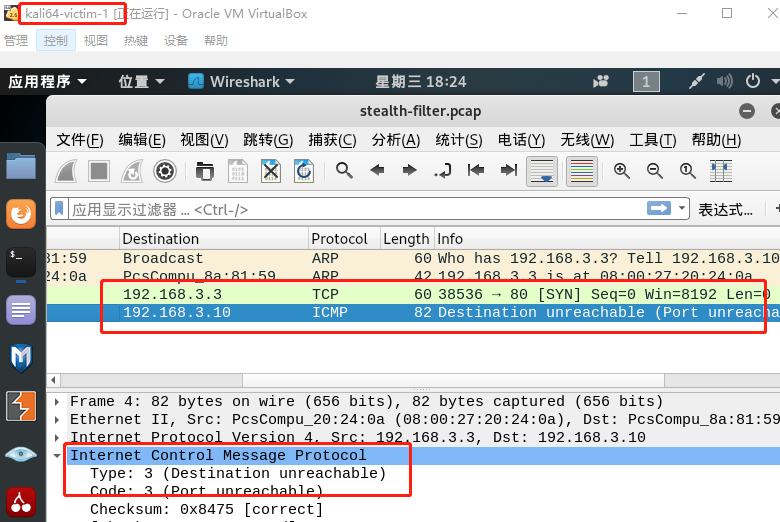 kali64-victim-1 [正在运行] - Oracle VM VirtualBox
管理 控制 视图 热键 设备 帮助
应用程序 位置 Wireshark 星期三 18:24 1
stealth-filter.pcap
文件(F) 编辑(E) 视图(V) 跳转(G) 捕获(C) 分析(A) 统计(S) 电话(Y) 无线(W) 工具(T) 帮助(H)
应用显示过滤器 … <Ctrl-/> 表达式… +
Destination Protocol Length Info
81:59 Broadcast ARP 60 Who has 192.168.3.3? Tell 192.168.3.10
24:0a PcsCompu_8a:81:59 ARP 42 192.168.3.3 is at 08:00:27:20:24:0a
192.168.3.3 TCP 60 38536 → 80 [SYN] Seq=0 Win=8192 Len=0
192.168.3.10 ICMP 82 Destination unreachable (Port unreacha
Frame 4: 82 bytes on wire (656 bits), 82 bytes captured (656 bits)
Ethernet II, Src: PcsCompu_20:24:0a (08:00:27:20:24:0a), Dst: PcsCompu_8a:81:59
Internet Protocol Version 4, Src: 192.168.3.3, Dst: 192.168.3.10
Internet Control Message Protocol
Type: 3 (Destination unreachable)
Code: 3 (Port unreachable)
Checksum: 0x8475 [correct]